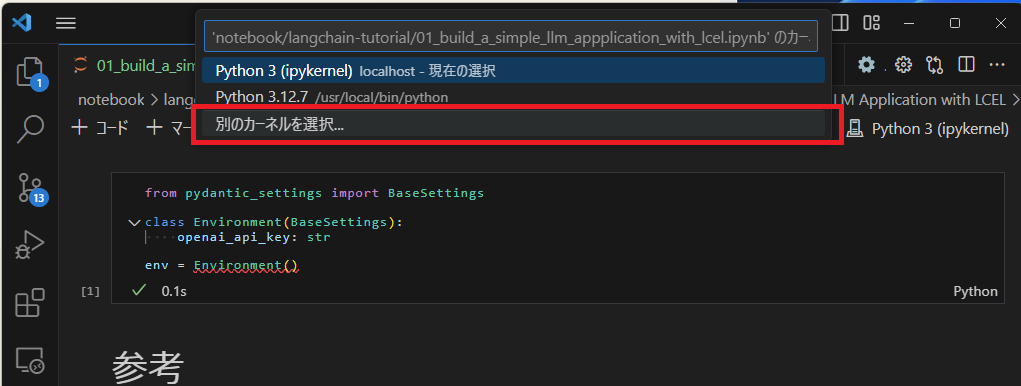 'notebook/langchain-tutorial/01_build_a_simple_llm_appplication_with_lcel.ipynb' のカー.
Python 3 (ipykernel) localhost - 現在の選択
Python 3.12.7 /usr/local/bin/python
別のカーネルを選択...
1
01_build_a_sim
notebook > lang
LM Application with LCEL >
+ コード + マー
Python 3 (ipykernel)
from pydantic_settings import BaseSettings
class Environment(BaseSettings):
openai_api_key: str
env = Environment()
13
[1] ✓ 0.1s Python
参考